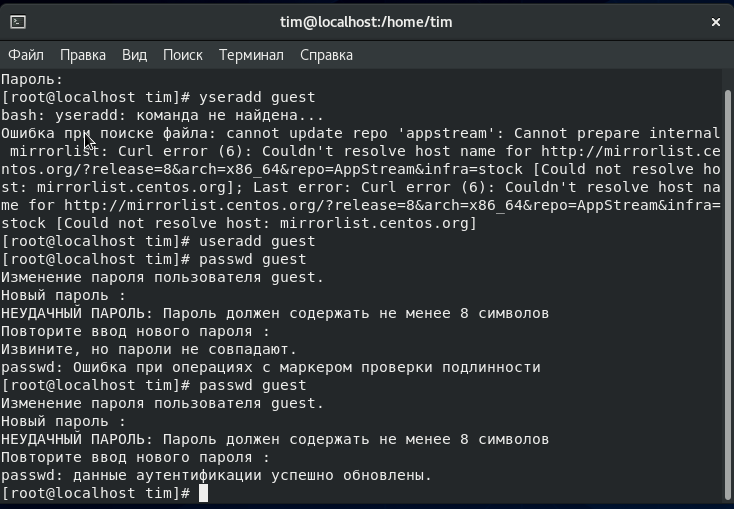 tim@localhost:/home/tim
Файл Правка Вид Поиск Терминал Справка
Пароль:
[root@localhost tim]# yseradd guest
bash: yseradd: команда не найдена...
Ошибка при поиске файла: cannot update repo 'appstream': Cannot prepare internal
mirrorlist: Curl error (6): Couldn't resolve host name for http://mirrorlist.ce
ntos.org/?release=8&arch=x86_64&repo=AppStream&infra=stock [Could not resolve ho
st: mirrorlist.centos.org]; Last error: Curl error (6): Couldn't resolve host na
me for http://mirrorlist.centos.org/?release=8&arch=x86_64&repo=AppStream&infra=
stock [Could not resolve host: mirrorlist.centos.org]
[root@localhost tim]# useradd guest
[root@localhost tim]# passwd guest
Изменение пароля пользователя guest.
Новый пароль :
НЕУДАЧНЫЙ ПАРОЛЬ: Пароль должен содержать не менее 8 символов
Повторите ввод нового пароля :
Извините, но пароли не совпадают.
passwd: Ошибка при операциях с маркером проверки подлинности
[root@localhost tim]# passwd guest
Изменение пароля пользователя guest.
Новый пароль :
НЕУДАЧНЫЙ ПАРОЛЬ: Пароль должен содержать не менее 8 символов
Повторите ввод нового пароля :
passwd: данные аутентификации успешно обновлены.
[root@localhost tim]#